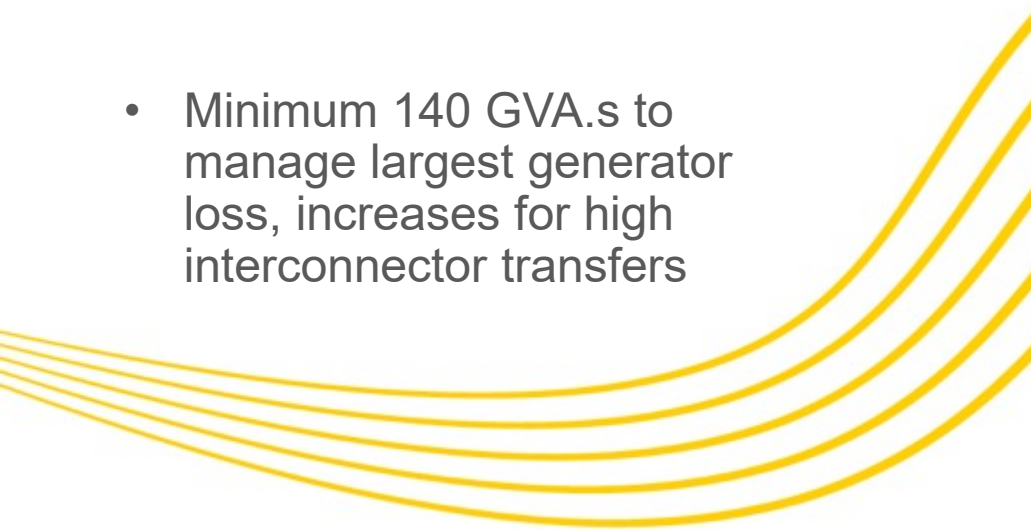 • Minimum 140 GVA.s to
manage largest generator
loss, increases for high
interconnector transfers